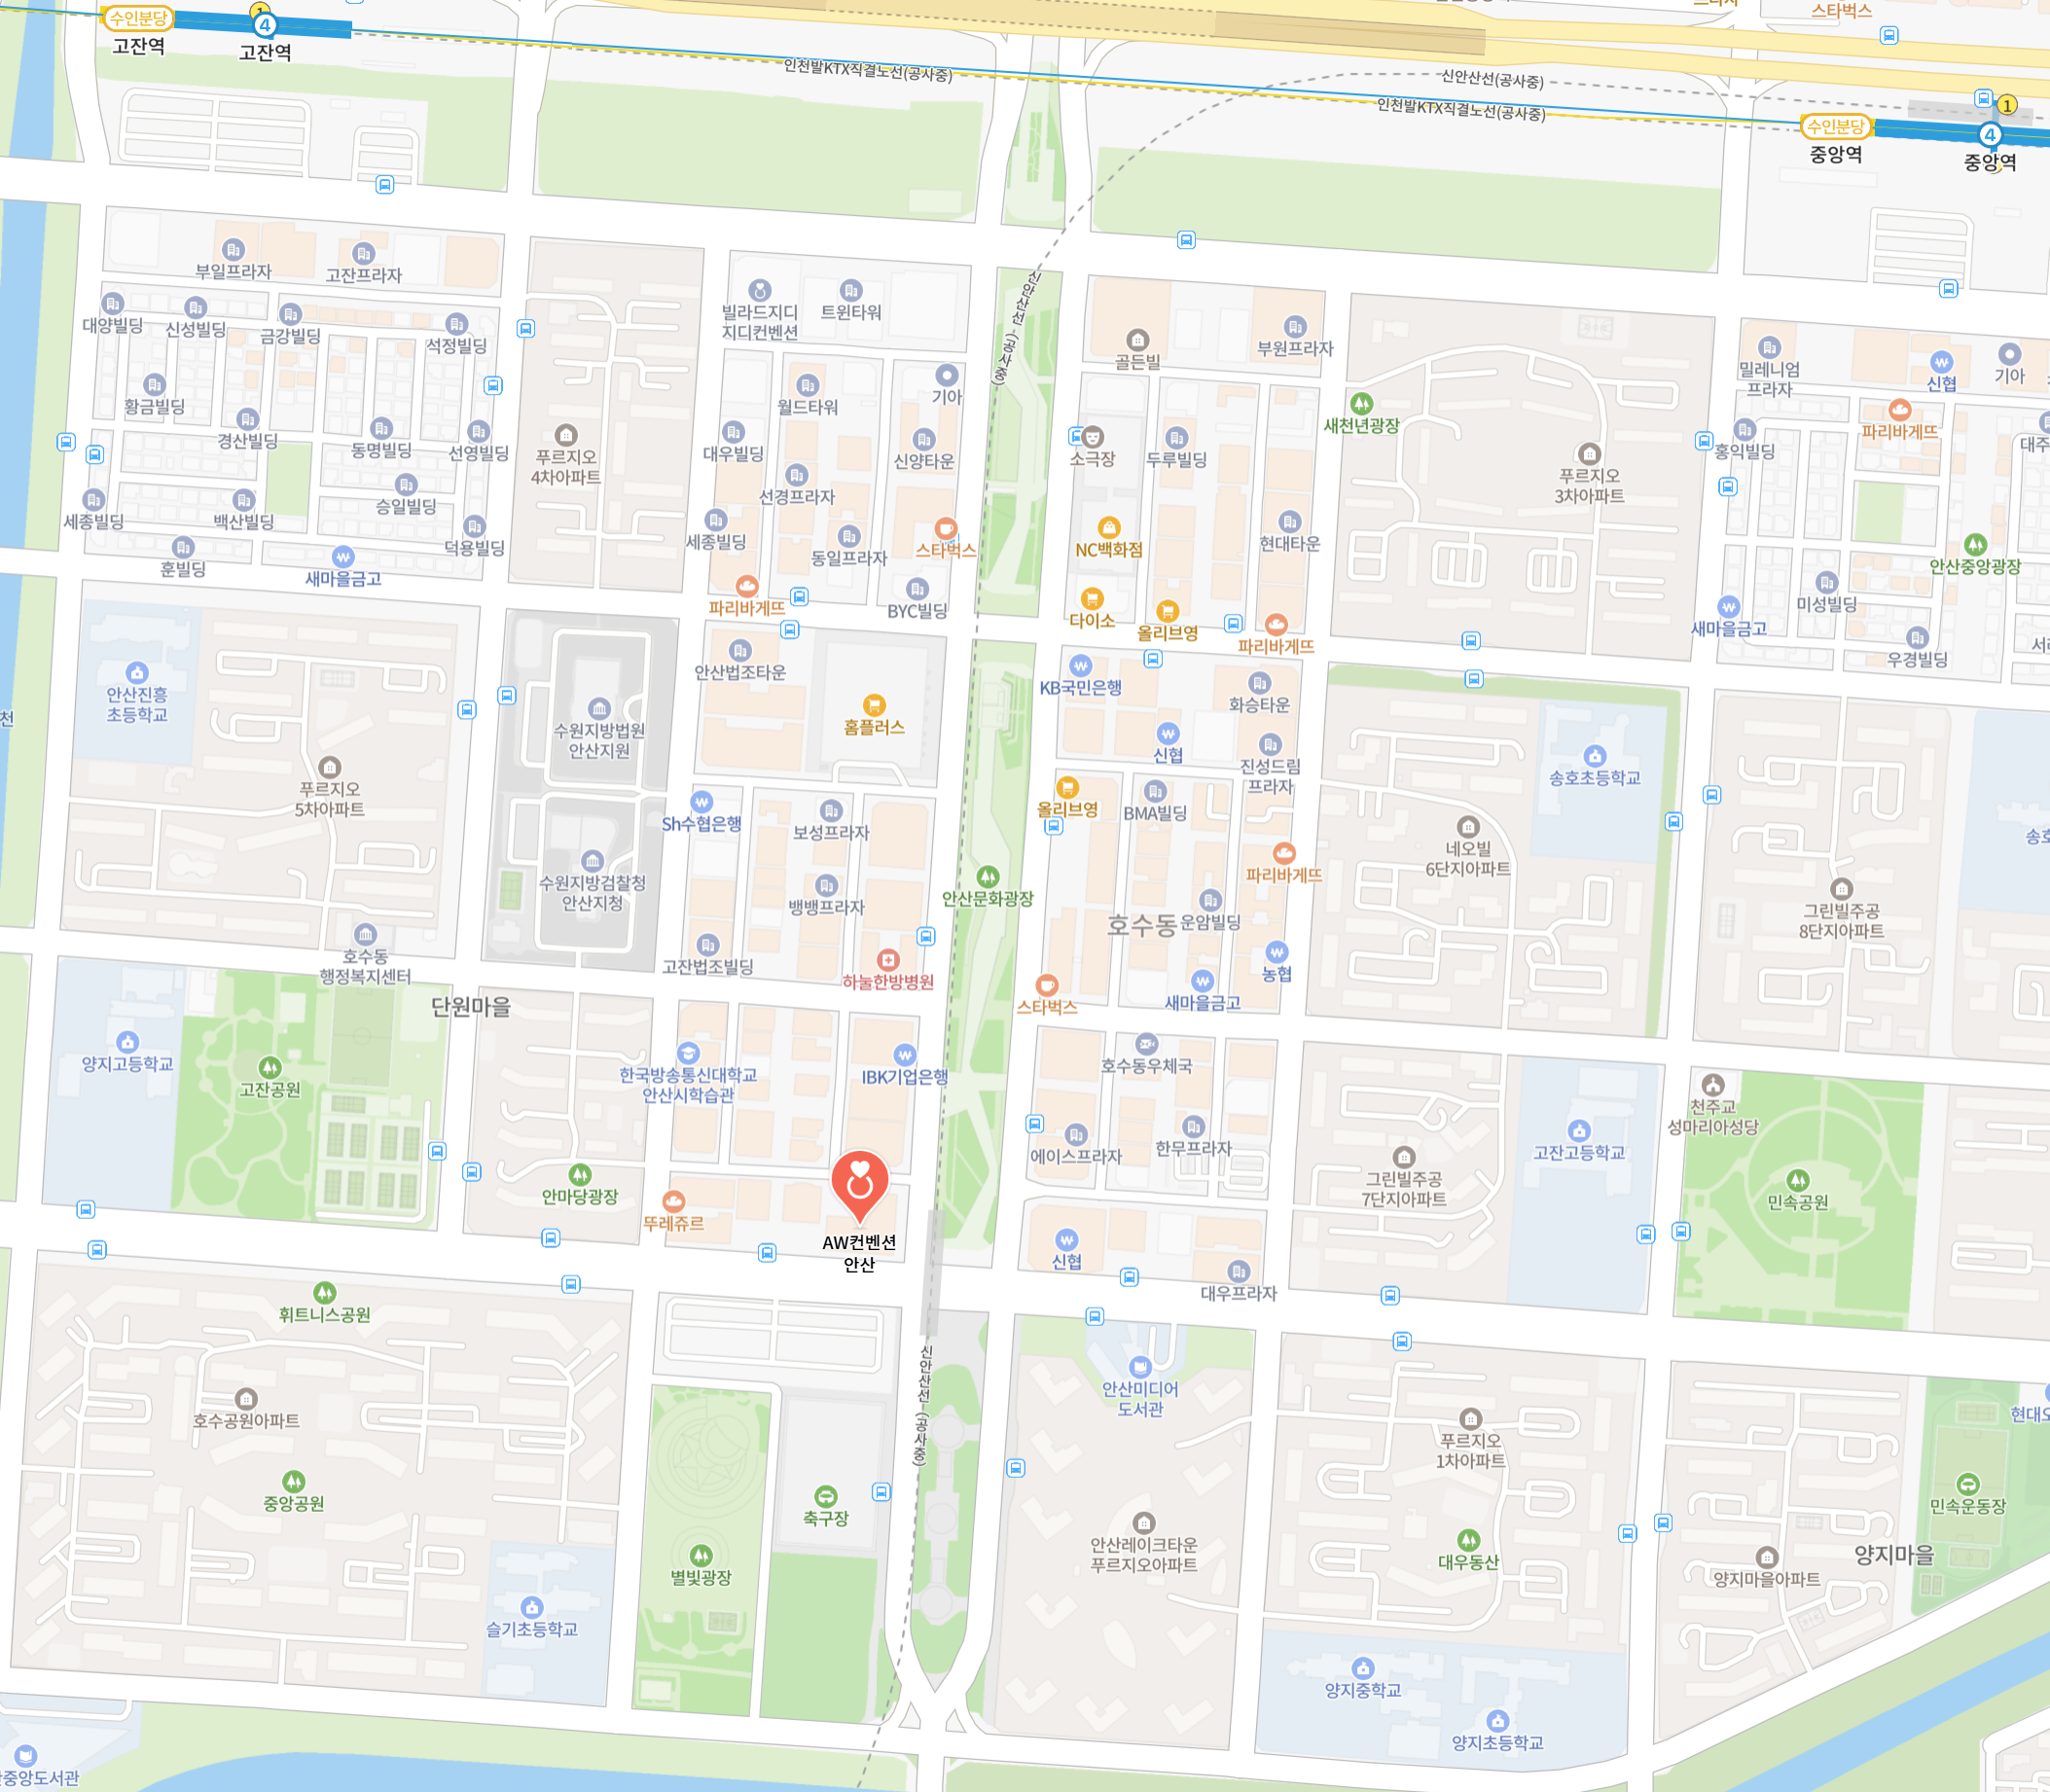 수인분당
고잔역
4
고잔역
스타벅스
인천발KTX직결노선(공사중)
신안산선(공사중)
인천발KTX직결노선(공사중)
수인분당
중앙역
1
4
중앙역
부일프라자
고잔프라자
대양빌딩
신성빌딩
금강빌딩
석정빌딩
빌라드지디
지디컨벤션
트윈타워
신안산선 (공사중)
골든빌
부원프라자
밀레니엄
프라자
신협
기아
황금빌딩
경산빌딩
동명빌딩
선영빌딩
푸르지오
4차아파트
월드타워
기아
대우빌딩
신양타운
선경프라자
소극장
두루빌딩
새천년광장
푸르지오
3차아파트
홍익빌딩
파리바게뜨
세종빌딩
백산빌딩
승일빌딩
덕용빌딩
훈빌딩
새마을금고
세종빌딩
동일프라자
스타벅스
NC백화점
현대타운
안산중앙광장
파리바게뜨
BYC빌딩
다이소
올리브영
파리바게뜨
미성빌딩
새마을금고
우경빌딩
안산진흥
초등학교
안산법조타운
홈플러스
KB국민은행
화승타운
수원지방법원
안산지원
신협
진성드림
프라자
송호초등학교
푸르지오
5차아파트
Sh수협은행
보성프라자
올리브영
BMA빌딩
네오빌
6단지아파트
파리바게뜨
수원지방검찰청
안산지청
뱅뱅프라자
안산문화광장
호수동
운암빌딩
그린빌주공
8단지아파트
호수동
행정복지센터
고잔법조빌딩
하눌한방병원
농협
단원마을
스타벅스
새마을금고
양지고등학교
고잔공원
한국방송통신대학교
안산시학습관
IBK기업은행
호수동우체국
천주교
성마리아성당
에이스프라자
한무프라자
고잔고등학교
그린빌주공
7단지아파트
민속공원
안마당광장
뚜레쥬르
AW컨벤션
안산
신협
대우프라자
휘트니스공원
신안산선 (공사중)
안산미디어
도서관
호수공원아파트
푸르지오
1차아파트
중앙공원
축구장
민속운동장
안산레이크타운
푸르지오아파트
대우동산
양지마을
양지마을아파트
별빛광장
슬기초등학교
양지중학교
양지초등학교
중앙도서관